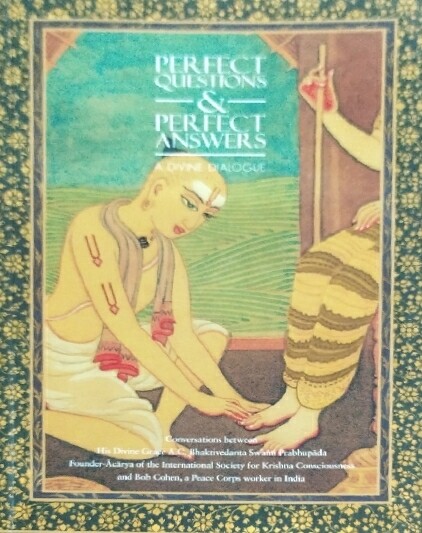 PERFECT
QUESTIONS
&
PERFECT
ANSWERS
A DIVINE DIALOGUE
Conversations between
His Divine Grace A.C. Bhaktivedanta Swami Prabhupāda
Founder-Ācārya of the International Society for Krishna Consciousness
and Bob Cohen, a Peace Corps worker in India